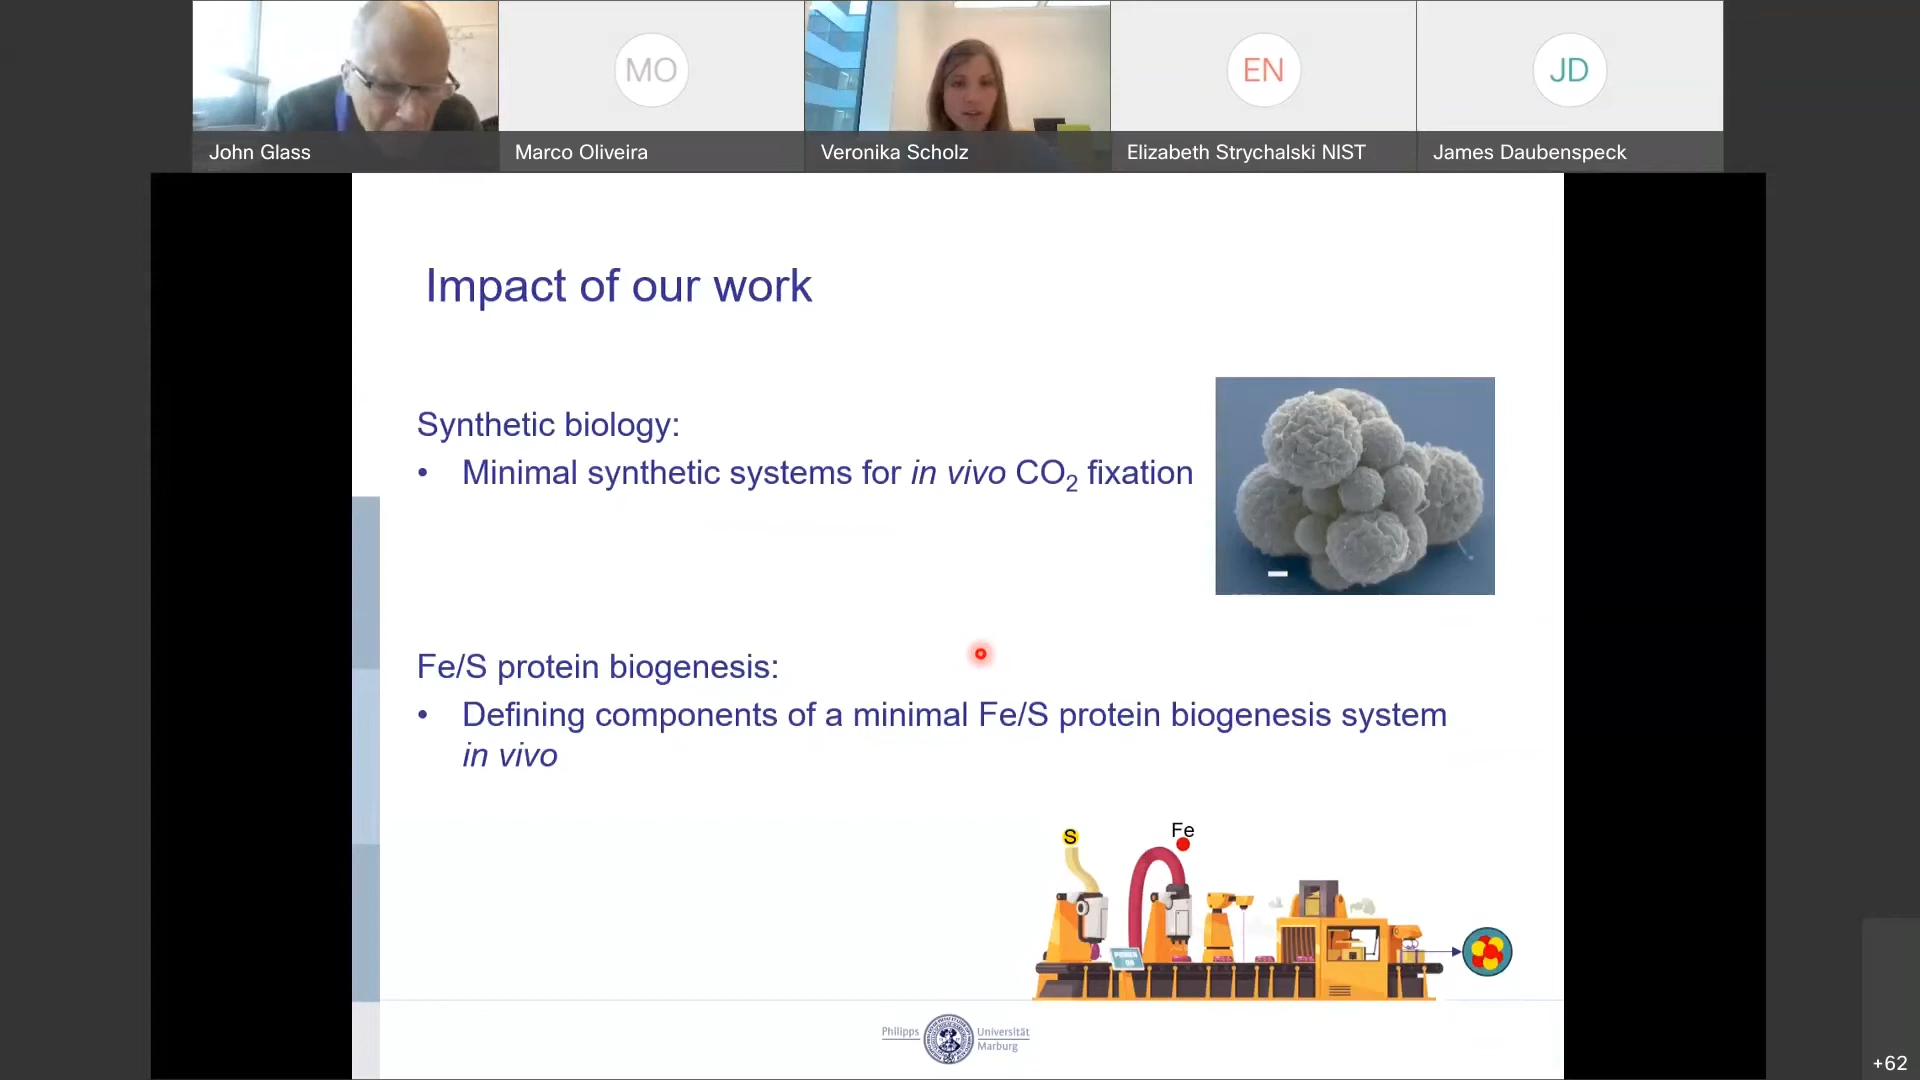 MO
EN
JD
John Glass
Marco Oliveira
Veronika Scholz
Elizabeth Strychalski NIST
James Daubenspeck
Impact of our work
Synthetic biology:
• Minimal synthetic systems for in vivo CO₂ fixation
Fe/S protein biogenesis:
• Defining components of a minimal Fe/S protein biogenesis system
in vivo
S
Fe
POWER
ON
Philipps
Universität
Marburg
+62